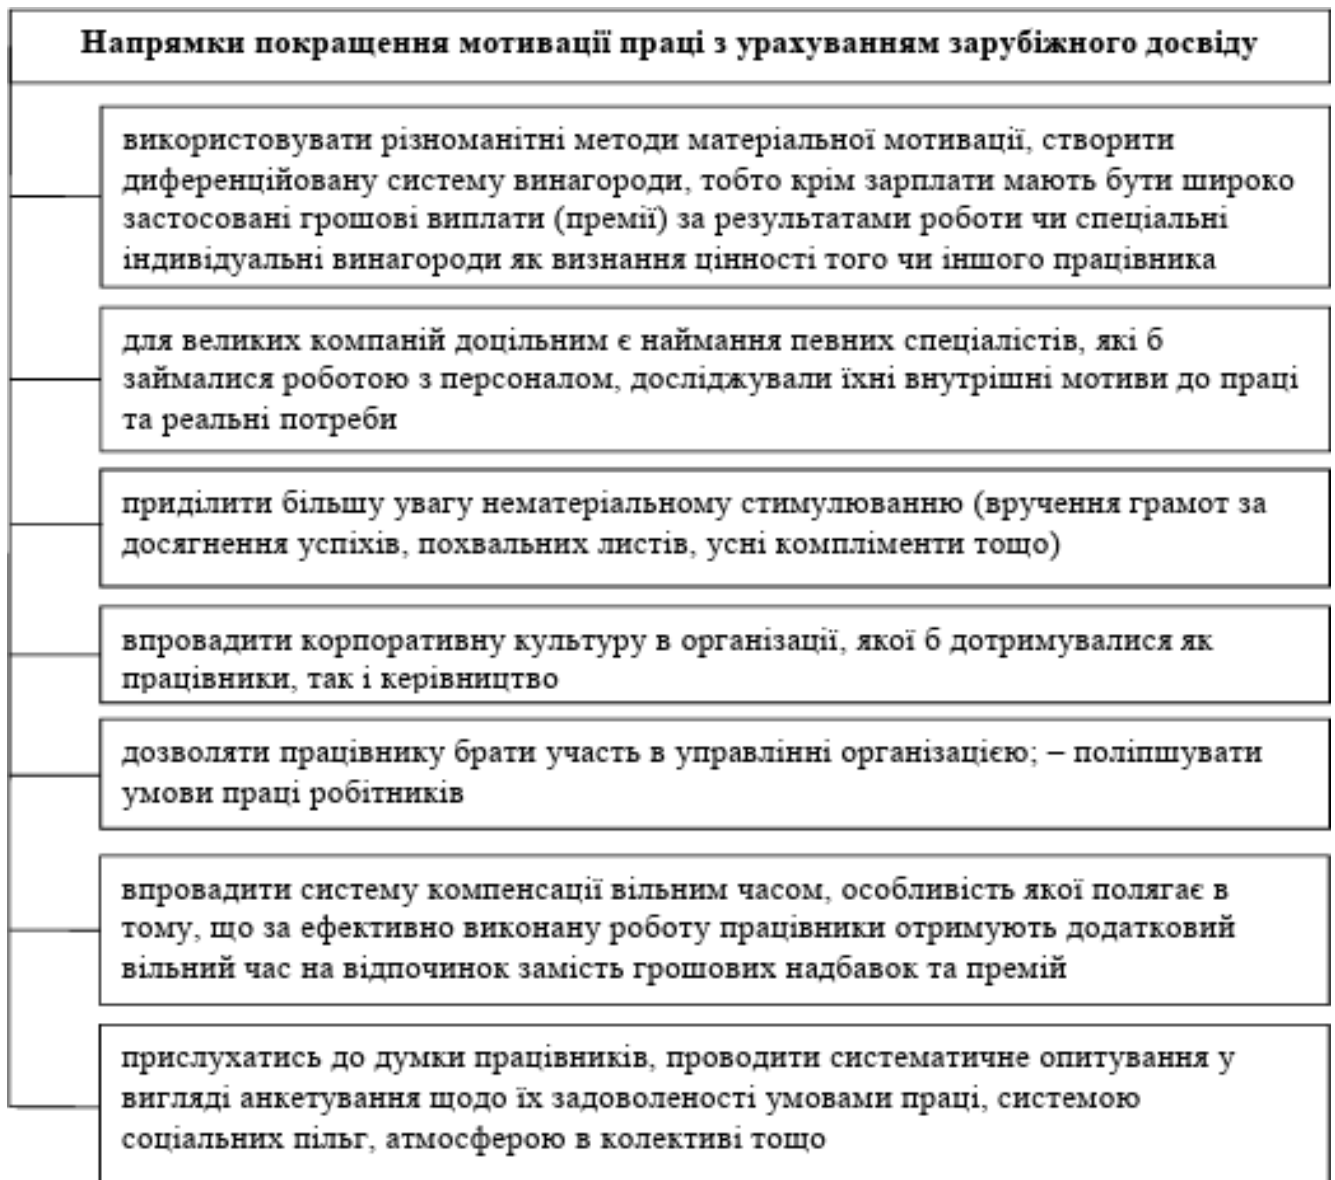 Напрямки покращення мотивації праці з урахуванням зарубіжного досвіду
використовувати різноманітні методи матеріальної мотивації, створити
диференційовану систему винагороди, тобто крім зарплати мають бути широко
застосовані грошові виплати (премії) за результатами роботи чи спеціальні
індивідуальні винагороди як визнання цінності того чи іншого працівника
для великих компаній доцільним є наймання певних спеціалістів, які б
займалися роботою з персоналом, досліджували їхні внутрішні мотиви до праці
та реальні потреби
приділити більшу увагу нематеріальному стимулюванню (вручення грамот за
досягнення успіхів, похвальних листів, усні компліменти тощо)
впровадити корпоративну культуру в організації, якої б дотримувалися як
працівники, так і керівництво
дозволяти працівнику брати участь в управлінні організацією; – поліпшувати
умови праці робітників
впровадити систему компенсації вільним часом, особливість якої полягає в
тому, що за ефективно виконану роботу працівники отримують додатковий
вільний час на відпочинок замість грошових надбавок та премій
прислухатись до думки працівників, проводити систематичне опитування у
вигляді анкетування щодо їх задоволеності умовами праці, системою
соціальних пільг, атмосферою в колективі тощо